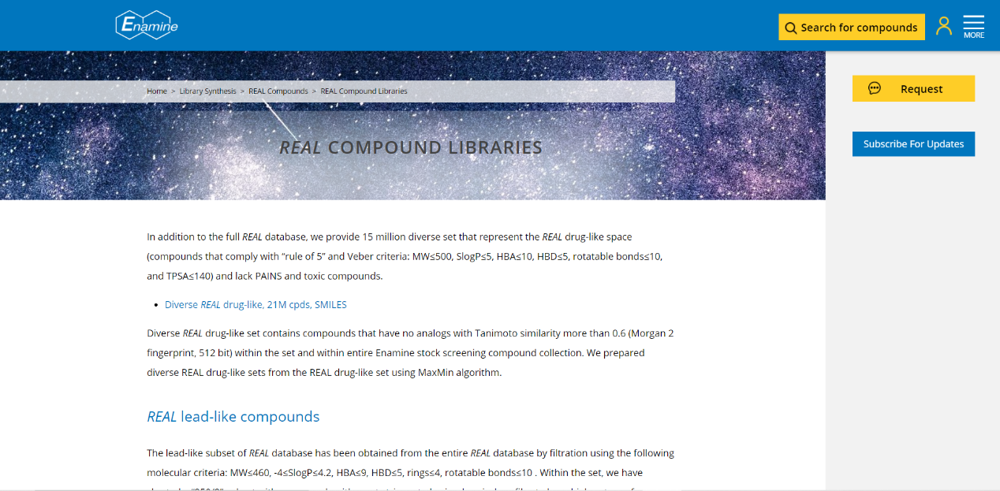 Enamine
Search for compounds
MORE
Home > Library Synthesis > REAL Compounds > REAL Compound Libraries
REAL COMPOUND LIBRARIES
Request
Subscribe For Updates
In addition to the full REAL database, we provide 15 million diverse set that represent the REAL drug-like space
(compounds that comply with “rule of 5” and Veber criteria: MW≤500, SlogP≤5, HBA≤10, HBD≤5, rotatable bonds≤10,
and TPSA≤140) and lack PAINS and toxic compounds.
• Diverse REAL drug-like, 21M cpds, SMILES
Diverse REAL drug-like set contains compounds that have no analogs with Tanimoto similarity more than 0.6 (Morgan 2
fingerprint, 512 bit) within the set and within entire Enamine stock screening compound collection. We prepared
diverse REAL drug-like sets from the REAL drug-like set using MaxMin algorithm.
REAL lead-like compounds
The lead-like subset of REAL database has been obtained from the entire REAL database by filtration using the following
molecular criteria: MW≤460, -4≤SlogP≤4.2, HBA≤9, HBD≤5, rings≤4, rotatable bonds≤10 . Within the set, we have